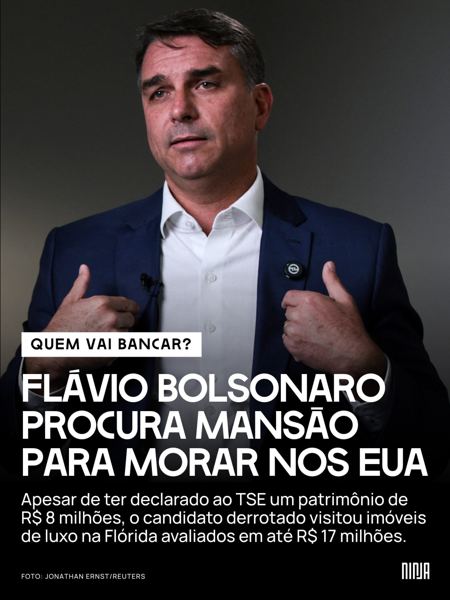 QUEM VAI BANCAR?
FLÁVIO BOLSONARO
PROCURA MANSÃO
PARA MORAR NOS EUA
Apesar de ter declarado ao TSE um patrimônio de
R$ 8 milhões, o candidato derrotado visitou imóveis
de luxo na Flórida avaliados em até R$ 17 milhões.
FOTO: JONATHAN ERNST/REUTERS
NINJA